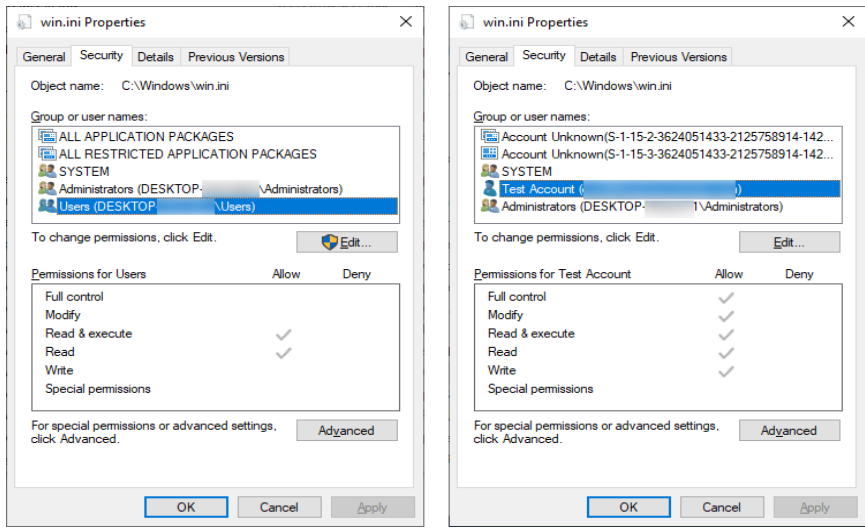 win.ini Properties
General Security Details Previous Versions
Object name: C:\Windows\win.ini
Group or user names:
ALL APPLICATION PACKAGES
ALL RESTRICTED APPLICATION PACKAGES
SYSTEM
Administrators (DESKTOP- \Administrators)
Users (DESKTOP- \Users)
To change permissions, click Edit.
Edit...
Permissions for Users Allow Deny
Full control
Modify
Read & execute
Read
Write
Special permissions
For special permissions or advanced settings,
click Advanced.
Advanced
OK Cancel Apply
win.ini Properties
General Security Details Previous Versions
Object name: C:\Windows\win.ini
Group or user names:
Account Unknown(S-1-15-2-3624051433-2125758914-142...
Account Unknown(S-1-15-3-3624051433-2125758914-142...
SYSTEM
Test Account (
Administrators (DESKTOP- 1\Administrators)
To change permissions, click Edit.
Edit...
Permissions for Test Account Allow Deny
Full control
Modify
Read & execute
Read
Write
Special permissions
For special permissions or advanced settings,
click Advanced.
Advanced
OK Cancel Apply